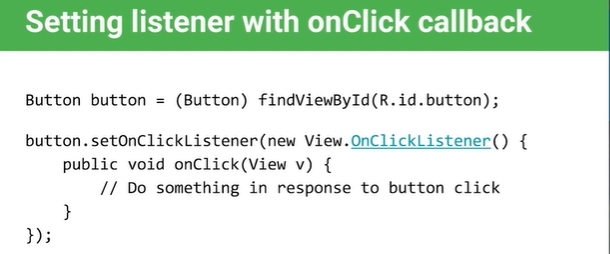 Setting listener with onClick callback
Button button = (Button) findViewById(R.id.button);
button.setOnClickListener(new View.OnClickListener() {
    public void onClick(View v) {
        // Do something in response to button click
    }
});